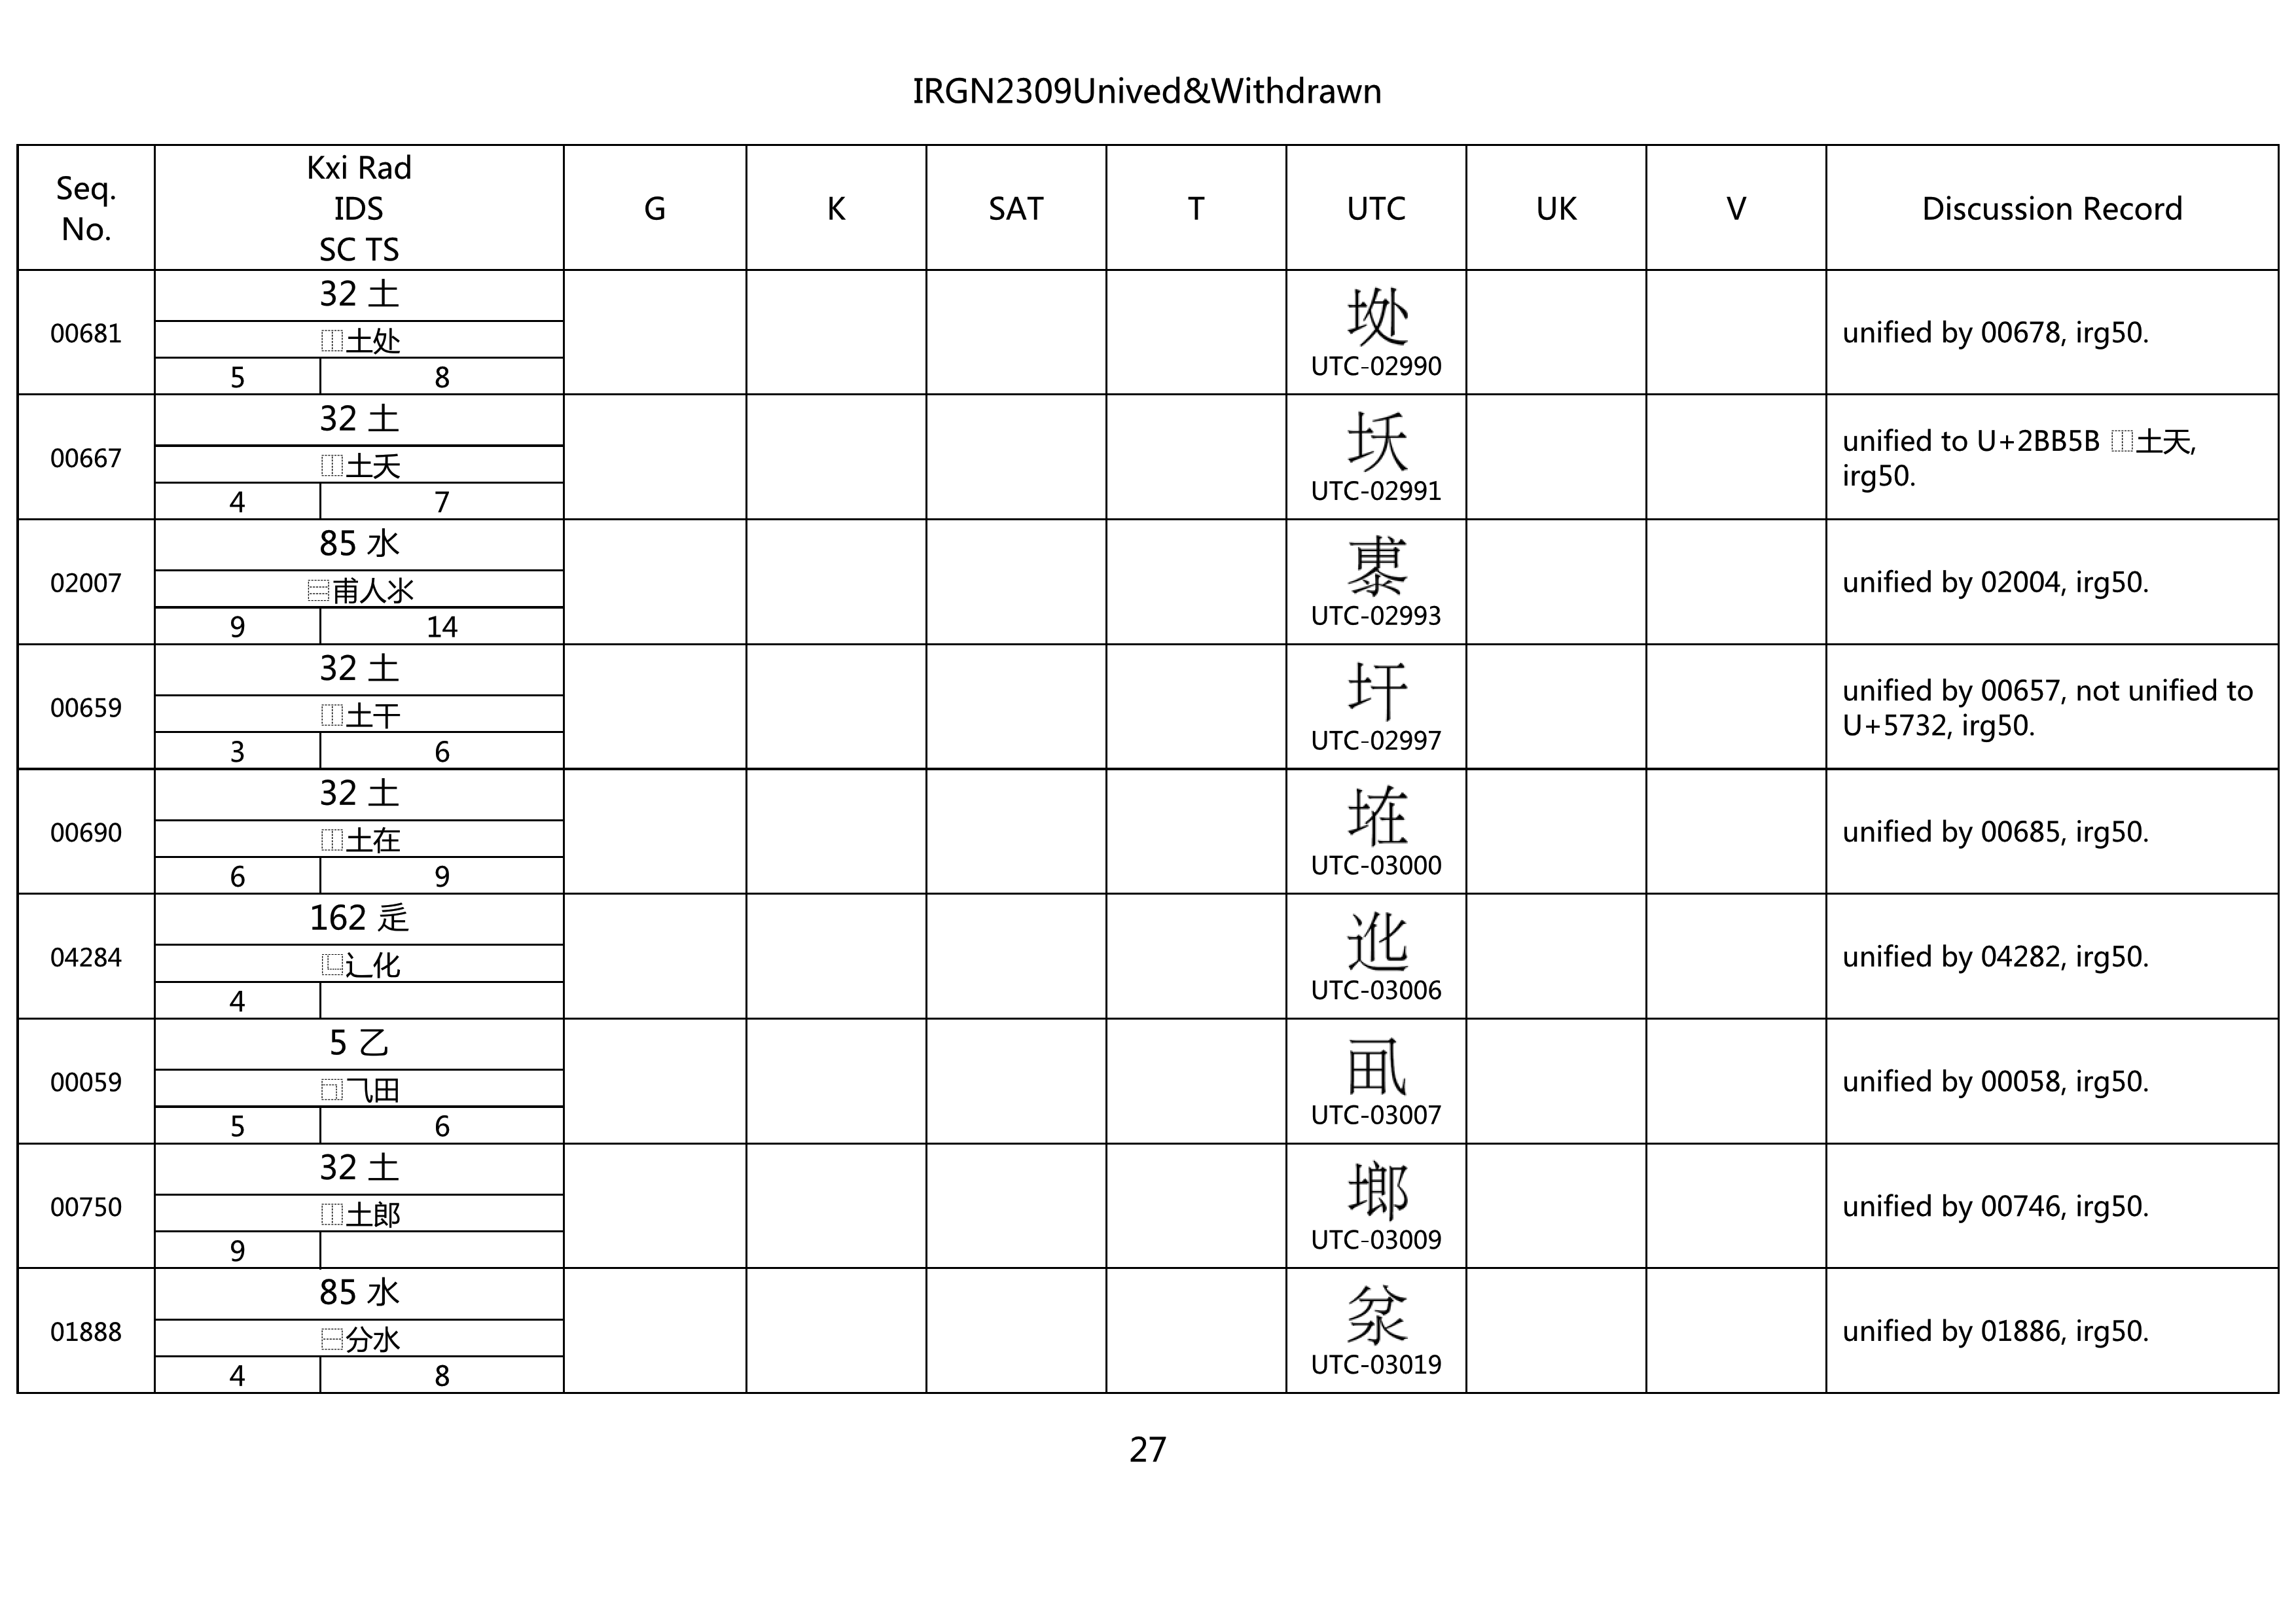 IRGN2309Unived&Withdrawn
Seq. No.
Kxi Rad
IDS
SC TS
G
K
SAT
T
UTC
UK
V
Discussion Record
00681
32 土
⿰土处
5 8
UTC-02990
unified by 00678, irg50.
00667
32 土
⿰土夭
4 7
UTC-02991
unified to U+2BB5B ⿰土天,
irg50.
02007
85 水
⿳甫人氺
9 14
UTC-02993
unified by 02004, irg50.
00659
32 土
⿰土干
3 6
圩
UTC-02997
unified by 00657, not unified to
U+5732, irg50.
00690
32 土
⿰土在
6 9
UTC-03000
unified by 00685, irg50.
04284
162 辵
⿺辶化
4
UTC-03006
unified by 04282, irg50.
00059
5 乙
⿹⺄田
5 6
UTC-03007
unified by 00058, irg50.
00750
32 土
⿰土郎
9
UTC-03009
unified by 00746, irg50.
01888
85 水
⿱分水
4 8
UTC-03019
unified by 01886, irg50.
27